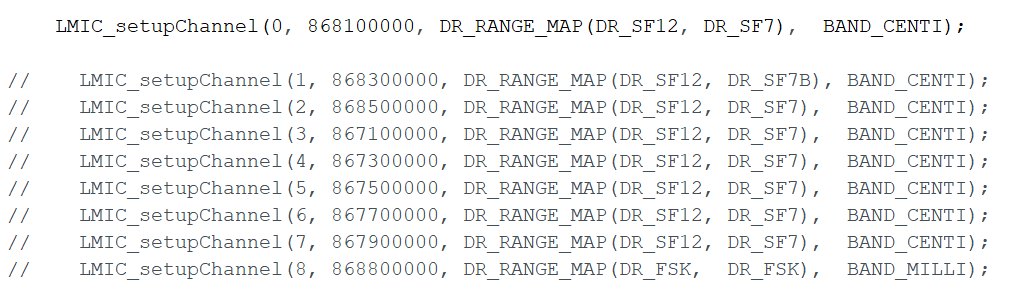 LMIC_setupChannel(0, 868100000, DR_RANGE_MAP(DR_SF12, DR_SF7),  BAND_CENTI);
//    LMIC_setupChannel(1, 868300000, DR_RANGE_MAP(DR_SF12, DR_SF7B), BAND_CENTI);
//    LMIC_setupChannel(2, 868500000, DR_RANGE_MAP(DR_SF12, DR_SF7),  BAND_CENTI);
//    LMIC_setupChannel(3, 867100000, DR_RANGE_MAP(DR_SF12, DR_SF7),  BAND_CENTI);
//    LMIC_setupChannel(4, 867300000, DR_RANGE_MAP(DR_SF12, DR_SF7),  BAND_CENTI);
//    LMIC_setupChannel(5, 867500000, DR_RANGE_MAP(DR_SF12, DR_SF7),  BAND_CENTI);
//    LMIC_setupChannel(6, 867700000, DR_RANGE_MAP(DR_SF12, DR_SF7),  BAND_CENTI);
//    LMIC_setupChannel(7, 867900000, DR_RANGE_MAP(DR_SF12, DR_SF7),  BAND_CENTI);
//    LMIC_setupChannel(8, 868800000, DR_RANGE_MAP(DR_FSK,  DR_FSK),  BAND_MILLI);